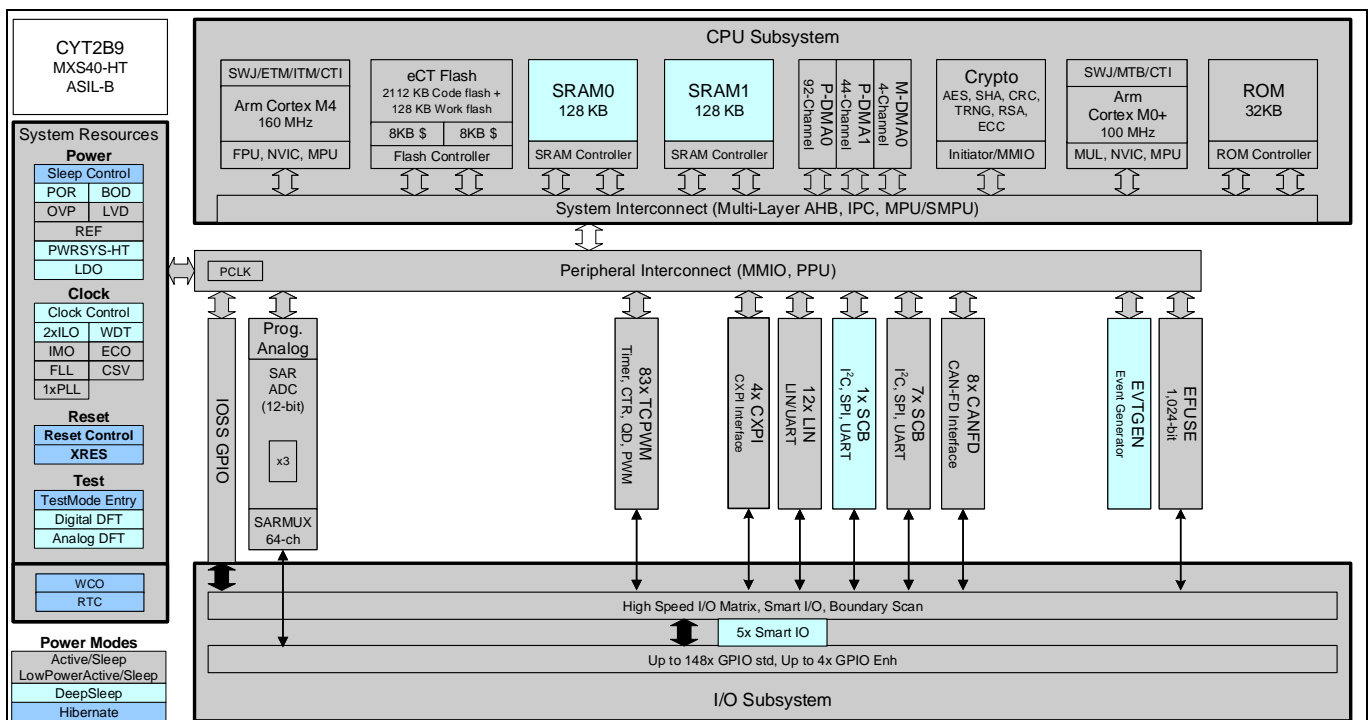 CYT2B9
MXS40-HT
ASIL-B
System Resources
Power
Sleep Control
POR BOD
OVP LVD
REF
PWRSYS-HT
LDO
Clock
Clock Control
2xILO WDT
IMO ECO
FLL CSV
1xPLL
Reset
Reset Control
XRES
Test
TestMode Entry
Digital DFT
Analog DFT
WCO
RTC
Power Modes
Active/Sleep
LowPowerActive/Sleep
DeepSleep
Hibernate
CPU Subsystem
SWJ/ETM/ITM/CTI
Arm Cortex M4
160 MHz
FPU, NVIC, MPU
eCT Flash
2112 KB Code flash +
128 KB Work flash
8KB $ 8KB $
Flash Controller
SRAM0
128 KB
SRAM Controller
SRAM1
128 KB
SRAM Controller
P-DMA0
92-Channel
P-DMA1
44-Channel
M-DMA0
4-Channel
Crypto
AES, SHA, CRC,
TRNG, RSA,
ECC
Initiator/MMIO
SWJ/MTB/CTI
Arm
Cortex M0+
100 MHz
MUL, NVIC, MPU
ROM
32KB
ROM Controller
System Interconnect (Multi-Layer AHB, IPC, MPU/SMPU)
PCLK
Peripheral Interconnect (MMIO, PPU)
IOSS GPIO
Prog.
Analog
SAR
ADC
(12-bit)
x3
SARMUX
64-ch
83x TCPWM
Timer, CTR, QD, PWM
4x CXPI
CXPI Interface
12x LIN
LIN/UART
1x SCB
I²C, SPI, UART
7x SCB
I²C, SPI, UART
8x CANFD
CAN-FD Interface
EVTGEN
Event Generator
EFUSE
1,024-bit
High Speed I/O Matrix, Smart I/O, Boundary Scan
5x Smart IO
Up to 148x GPIO std, Up to 4x GPIO Enh
I/O Subsystem